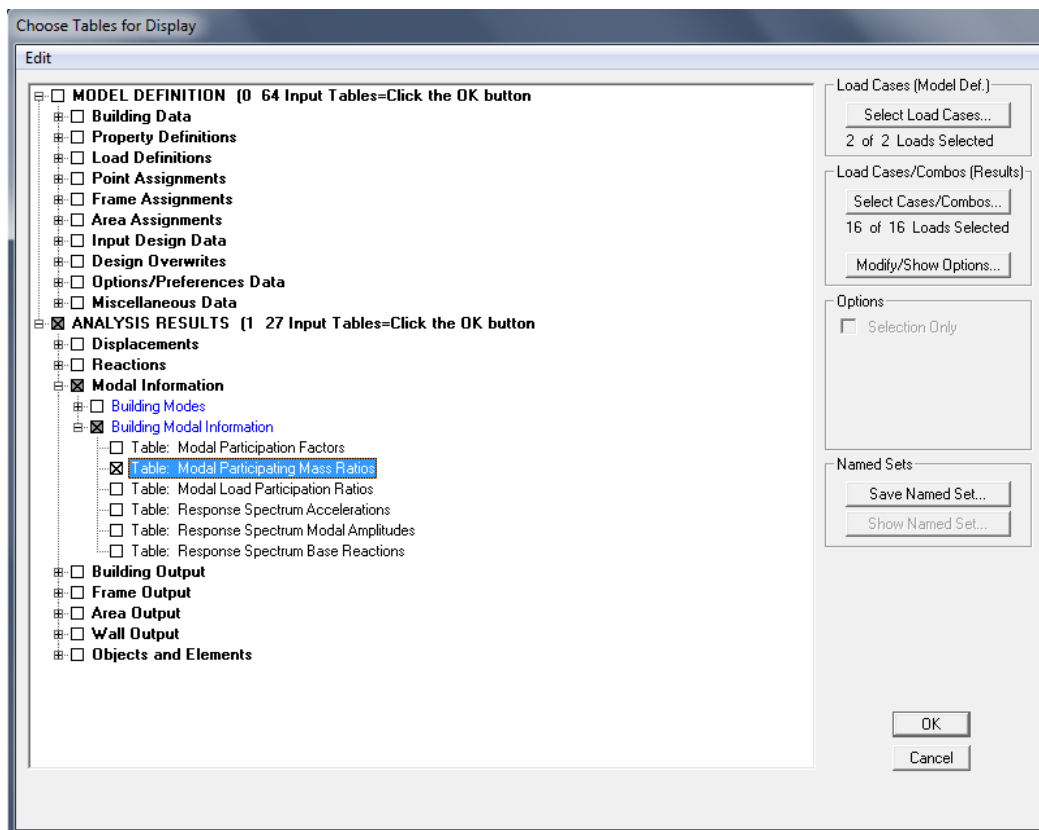 Choose Tables for Display
Edit
MODEL DEFINITION (0 64 Input Tables=Click the OK button
Building Data
Property Definitions
Load Definitions
Point Assignments
Frame Assignments
Area Assignments
Input Design Data
Design Overwrites
Options/Preferences Data
Miscellaneous Data
ANALYSIS RESULTS (1 27 Input Tables=Click the OK button
Displacements
Reactions
Modal Information
Building Modes
Building Modal Information
Table: Modal Participation Factors
Table: Modal Participating Mass Ratios
Table: Modal Load Participation Ratios
Table: Response Spectrum Accelerations
Table: Response Spectrum Modal Amplitudes
Table: Response Spectrum Base Reactions
Building Output
Frame Output
Area Output
Wall Output
Objects and Elements
Load Cases (Model Def.)
Select Load Cases...
2 of 2 Loads Selected
Load Cases/Combos (Results)
Select Cases/Combos...
16 of 16 Loads Selected
Modify/Show Options...
Options
Selection Only
Named Sets
Save Named Set...
Show Named Set...
OK
Cancel